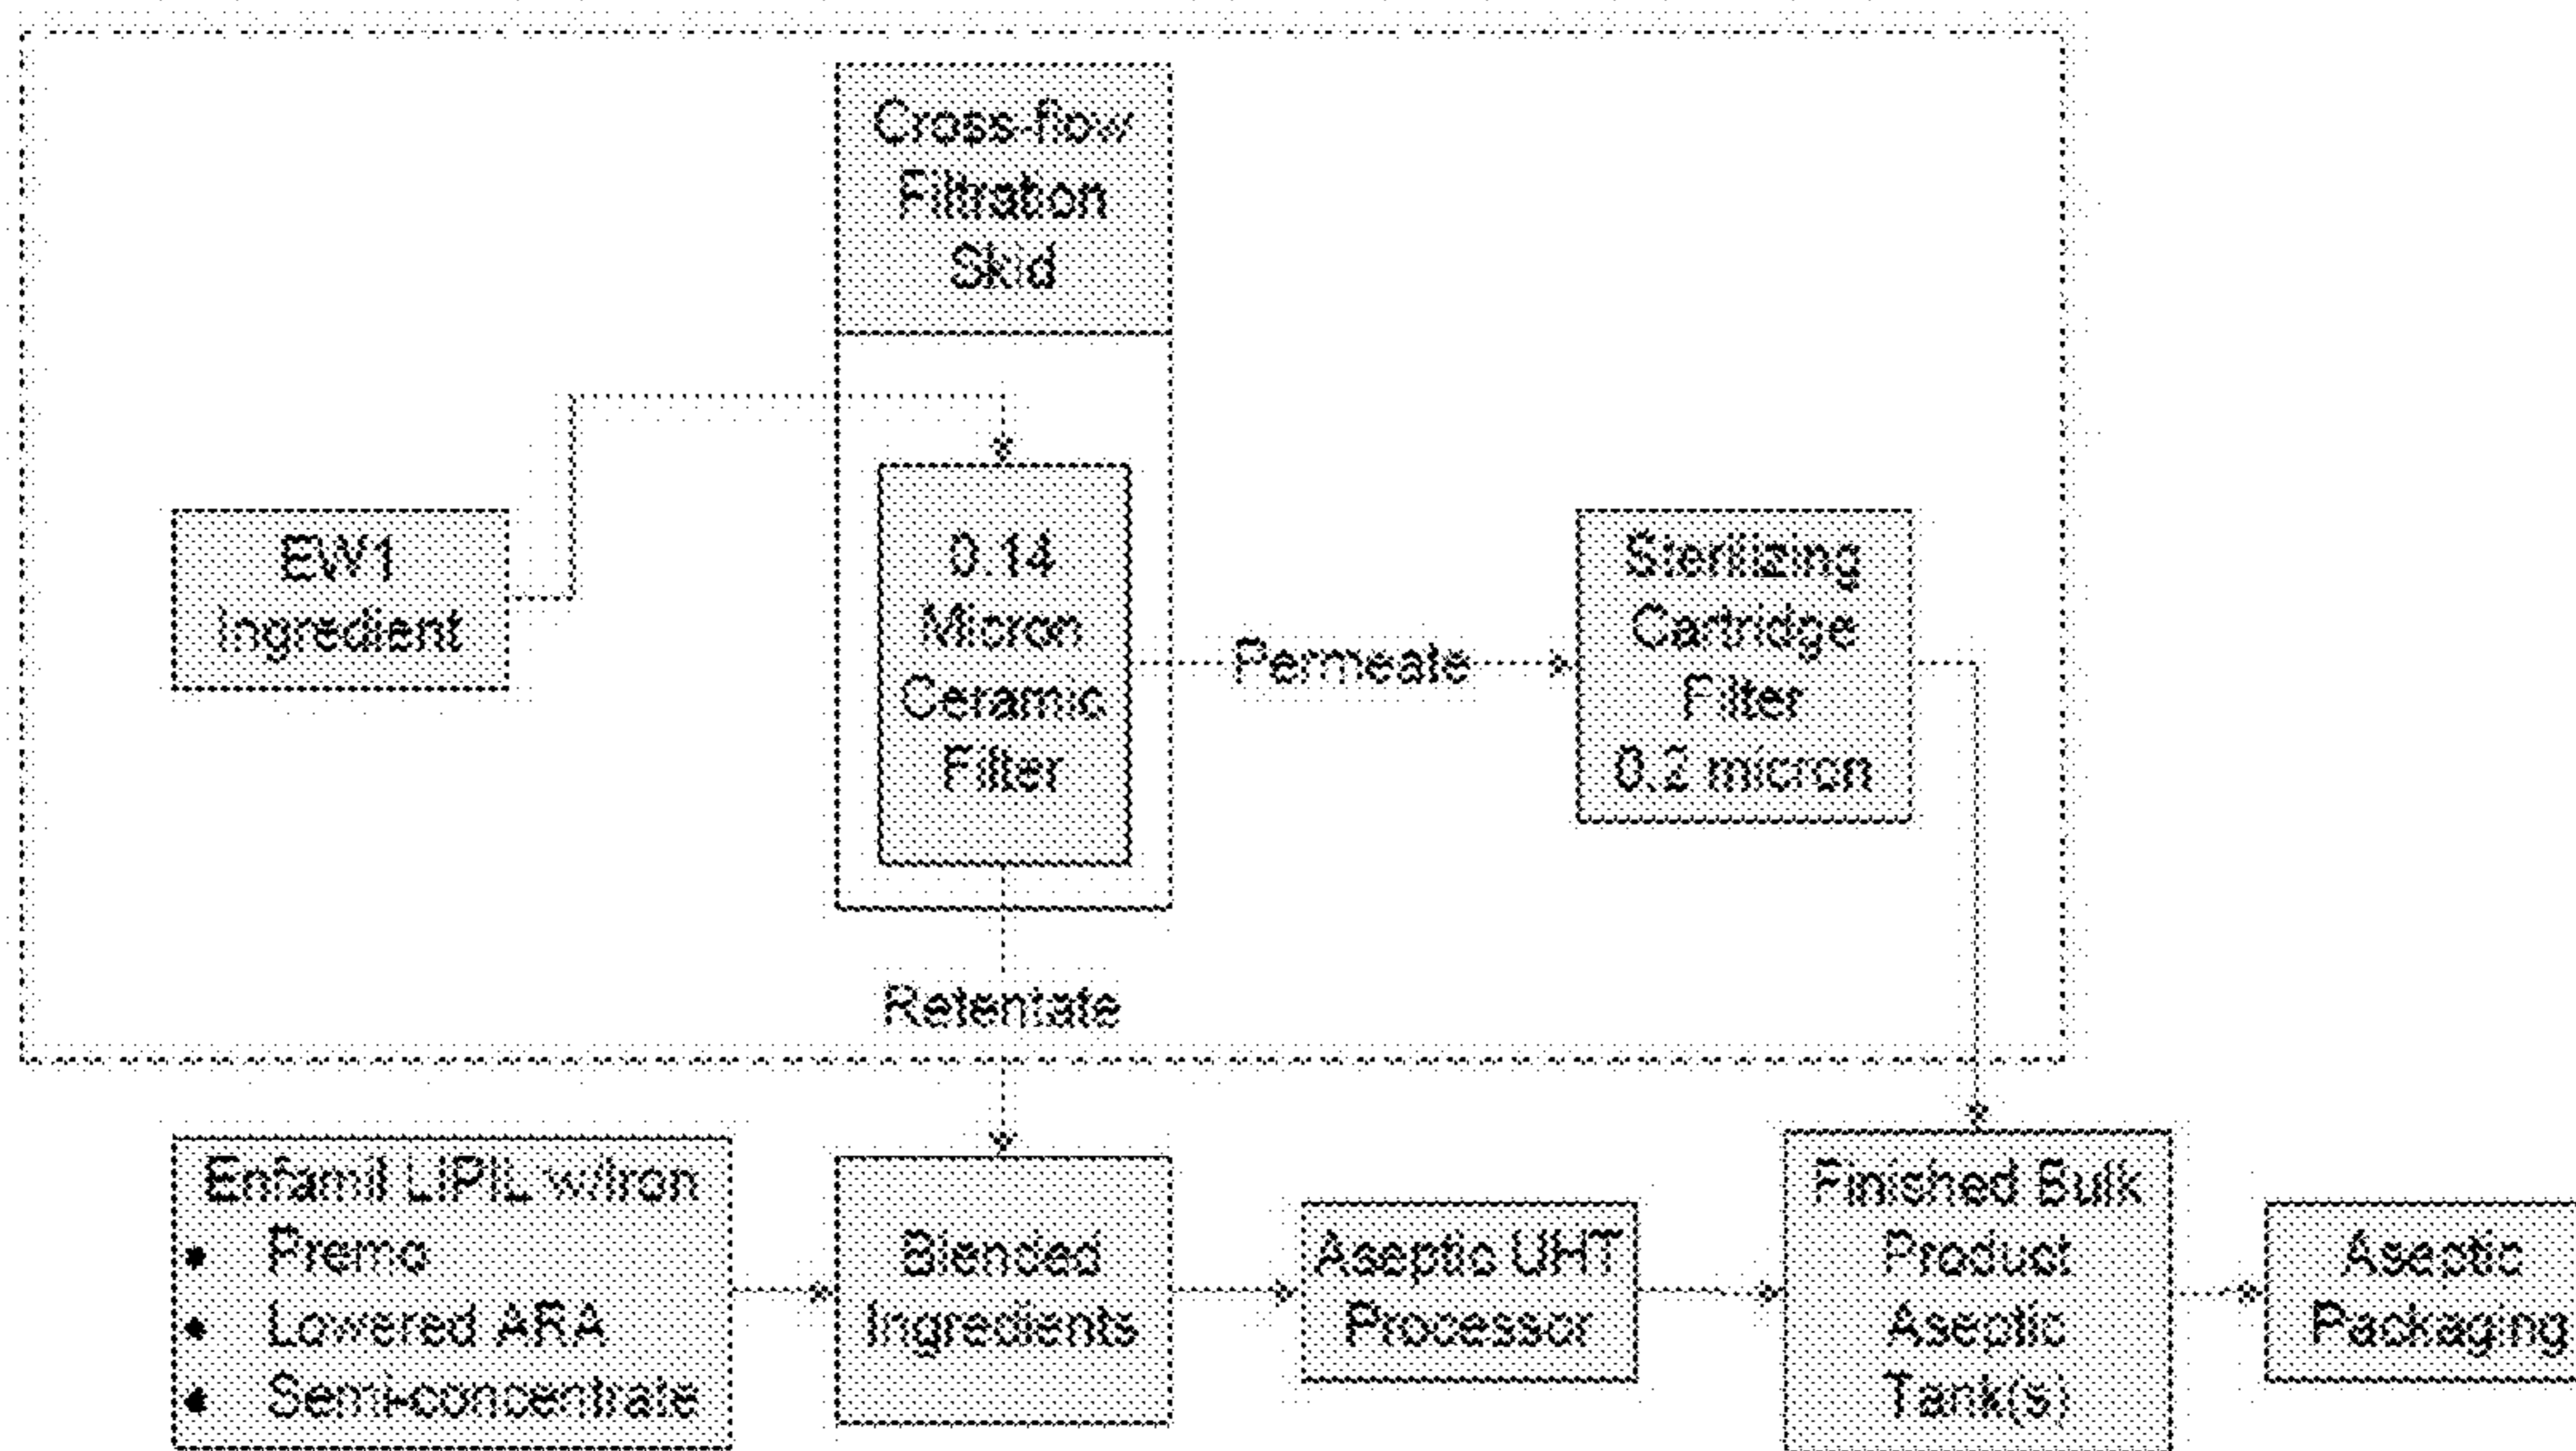 Cross-flow
Filtration
Skid
EW1
Ingredient
0.14
Micron
Ceramic
Filter
Permeate
Sterilizing
Cartridge
Filter
0.2 micron
Retentate
Enfamil LIPIL w/Iron
• Premo
• Lowered ARA
• Semi-concentrate
Blended
Ingredients
Aseptic UHT
Processor
Finished Bulk
Product
Aseptic
Tank(s)
Aseptic
Packaging